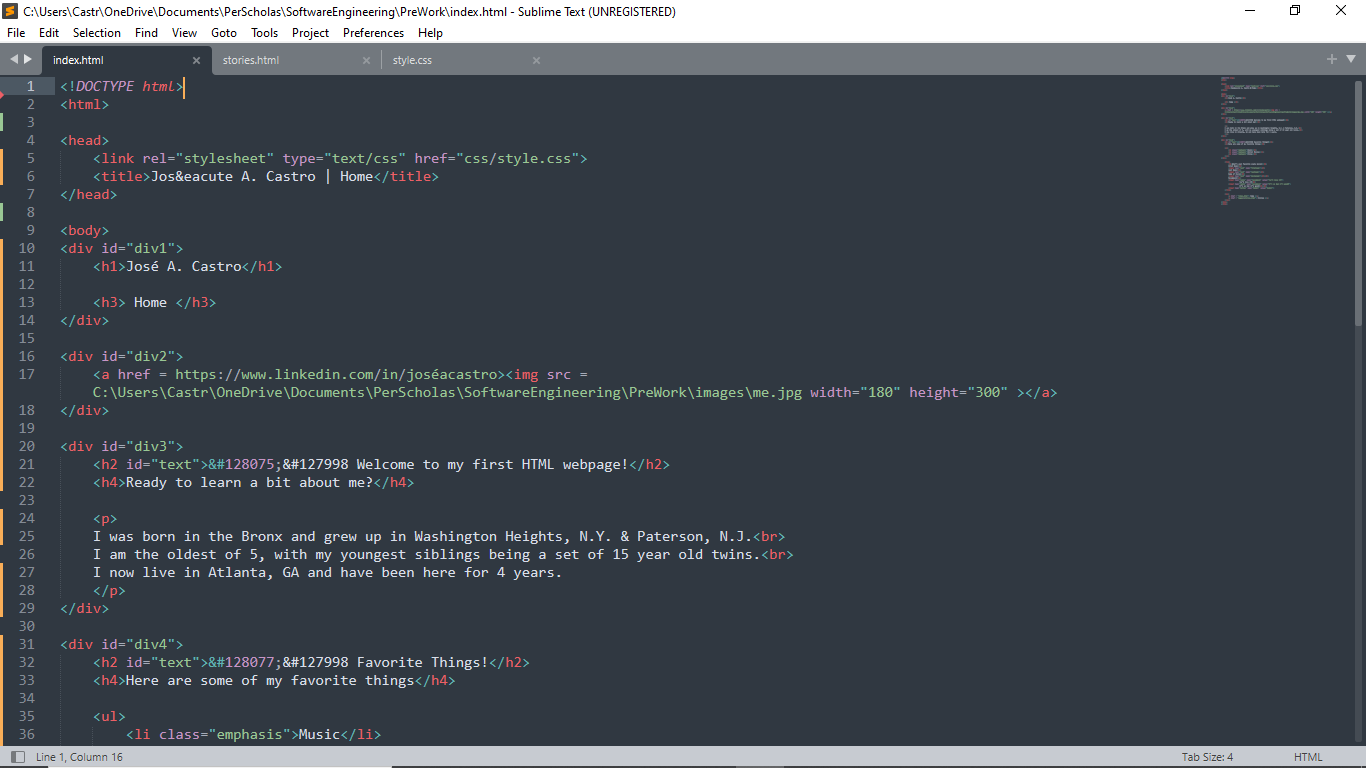 C:\Users\Castr\OneDrive\Documents\PerScholas\SoftwareEngineering\PreWork\index.html - Sublime Text (UNREGISTERED)
File Edit Selection Find View Goto Tools Project Preferences Help
index.html stories.html style.css
1 <!DOCTYPE html>
2 <html>
3
4 <head>
5 <link rel="stylesheet" type="text/css" href="css/style.css">
6 <title>Jos&eacute A. Castro | Home</title>
7 </head>
8
9 <body>
10 <div id="div1">
11 <h1>José A. Castro</h1>
12
13 <h3> Home </h3>
14 </div>
15
16 <div id="div2">
17 <a href = https://www.linkedin.com/in/joséacastro><img src =
C:\Users\Castr\OneDrive\Documents\PerScholas\SoftwareEngineering\PreWork\images\me.jpg width="180" height="300" ></a>
18 </div>
19
20 <div id="div3">
21 <h2 id="text">&#128075;&#127998 Welcome to my first HTML webpage!</h2>
22 <h4>Ready to learn a bit about me?</h4>
23
24 <p>
25 I was born in the Bronx and grew up in Washington Heights, N.Y. & Paterson, N.J.<br>
26 I am the oldest of 5, with my youngest siblings being a set of 15 year old twins.<br>
27 I now live in Atlanta, GA and have been here for 4 years.
28 </p>
29 </div>
30
31 <div id="div4">
32 <h2 id="text">&#128077;&#127998 Favorite Things!</h2>
33 <h4>Here are some of my favorite things</h4>
34
35 <ul>
36 <li class="emphasis">Music</li>
Line 1, Column 16 Tab Size: 4 HTML